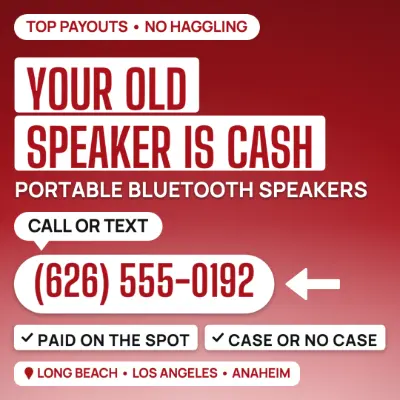 TOP PAYOUTS • NO HAGGLING
YOUR OLD
SPEAKER IS CASH
PORTABLE BLUETOOTH SPEAKERS
CALL OR TEXT
(626) 555-0192
PAID ON THE SPOT
CASE OR NO CASE
LONG BEACH • LOS ANGELES • ANAHEIM